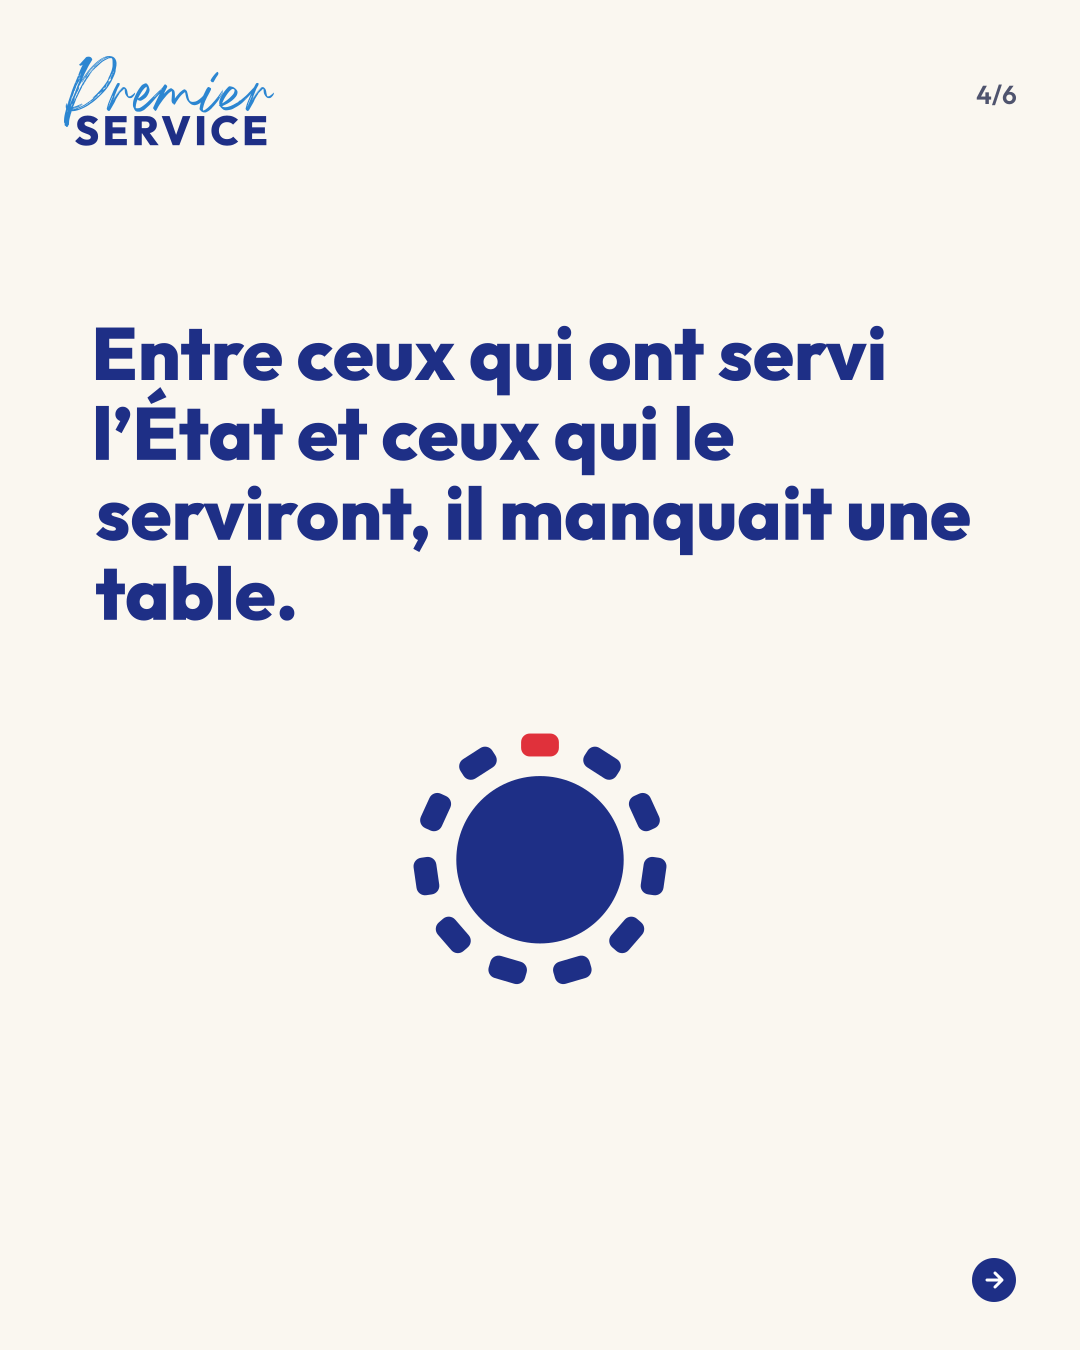 Premier
SERVICE
4/6
Entre ceux qui ont servi
l’État et ceux qui le
serviront, il manquait une
table.